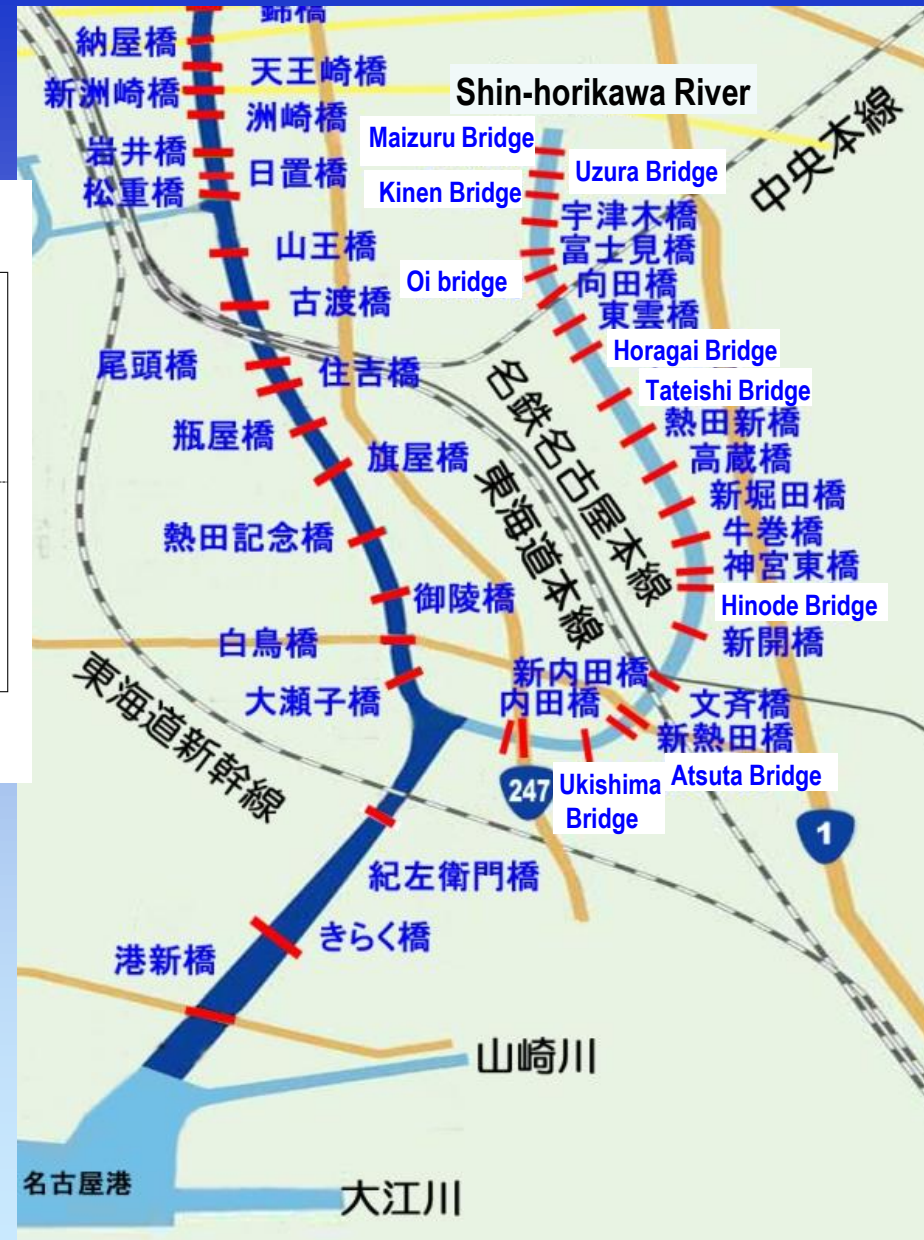 錦橋
納屋橋
天王崎橋
新洲崎橋
洲崎橋
岩井橋
日置橋
松重橋
山王橋
古渡橋
尾頭橋
住吉橋
瓶屋橋
旗屋橋
熱田記念橋
御陵橋
白鳥橋
大瀬子橋
東海道新幹線
紀左衛門橋
きらく橋
港新橋
山崎川
名古屋港
大江川
Shin-horikawa River
Maizuru Bridge
Uzura Bridge
Kinen Bridge
宇津木橋
富士見橋
Oi bridge
向田橋
東雲橋
Horagai Bridge
Tateishi Bridge
熱田新橋
高蔵橋
新堀田橋
牛巻橋
神宮東橋
Hinode Bridge
新開橋
新内田橋
内田橋
文斉橋
新熱田橋
Atsuta Bridge
Ukishima
Bridge
247
1
中央本線
名鉄名古屋本線
東海道本線